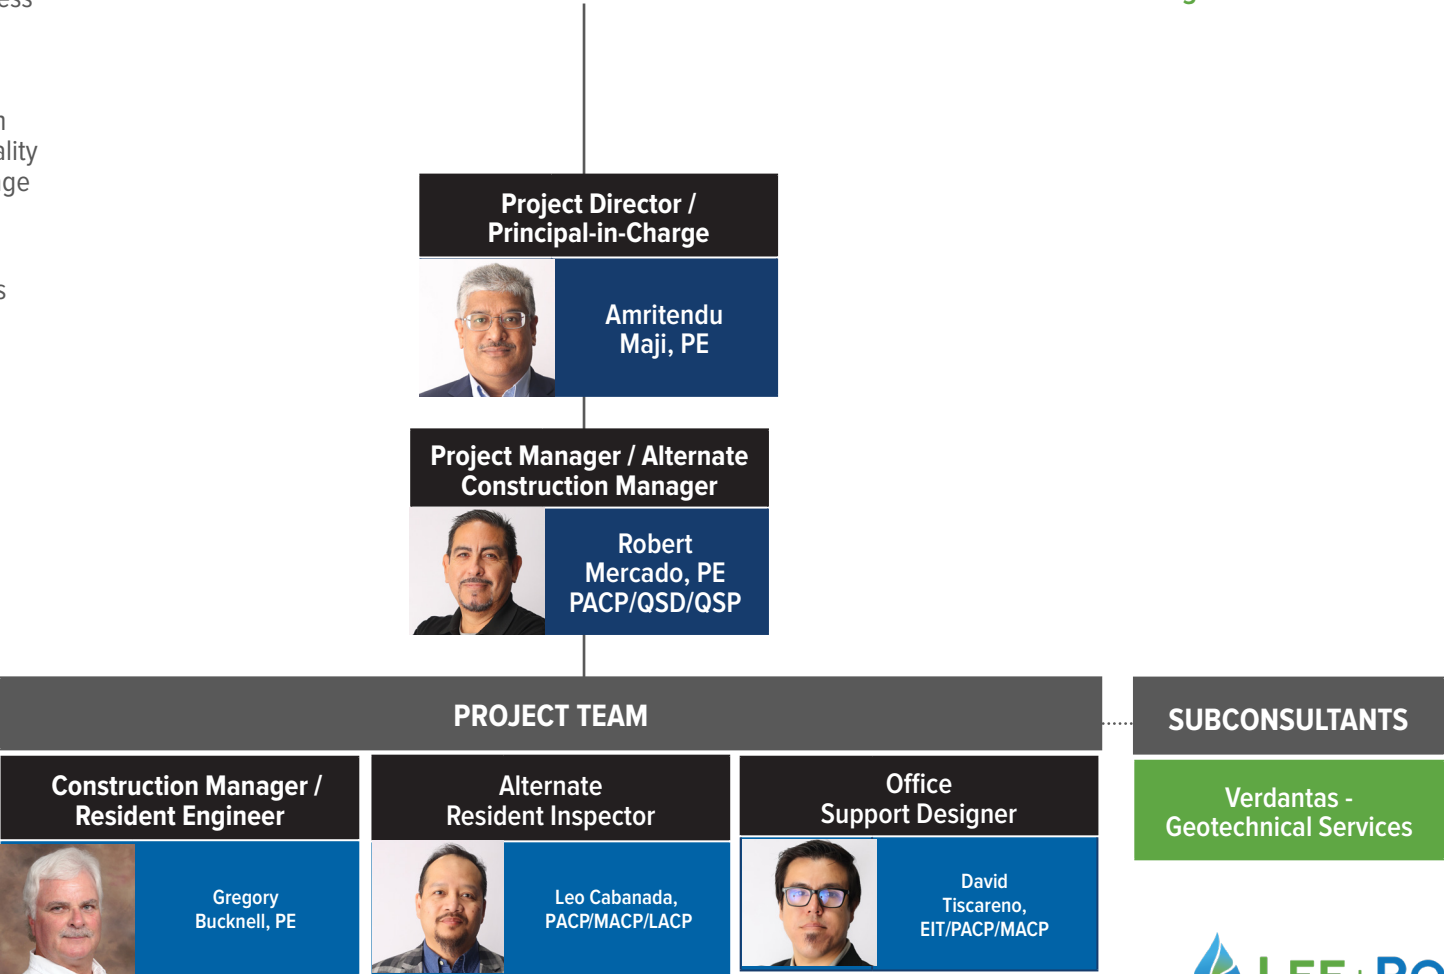 Project Director /
Principal-in-Charge
Amritendu
Maji, PE
Project Manager / Alternate
Construction Manager
Robert
Mercado, PE
PACP/QSD/QSP
PROJECT TEAM
SUBCONSULTANTS
Construction Manager /
Resident Engineer
Gregory
Bucknell, PE
Alternate
Resident Inspector
Leo Cabanada,
PACP/MACP/LACP
Office
Support Designer
David
Tiscareno,
EIT/PACP/MACP
Verdantas -
Geotechnical Services